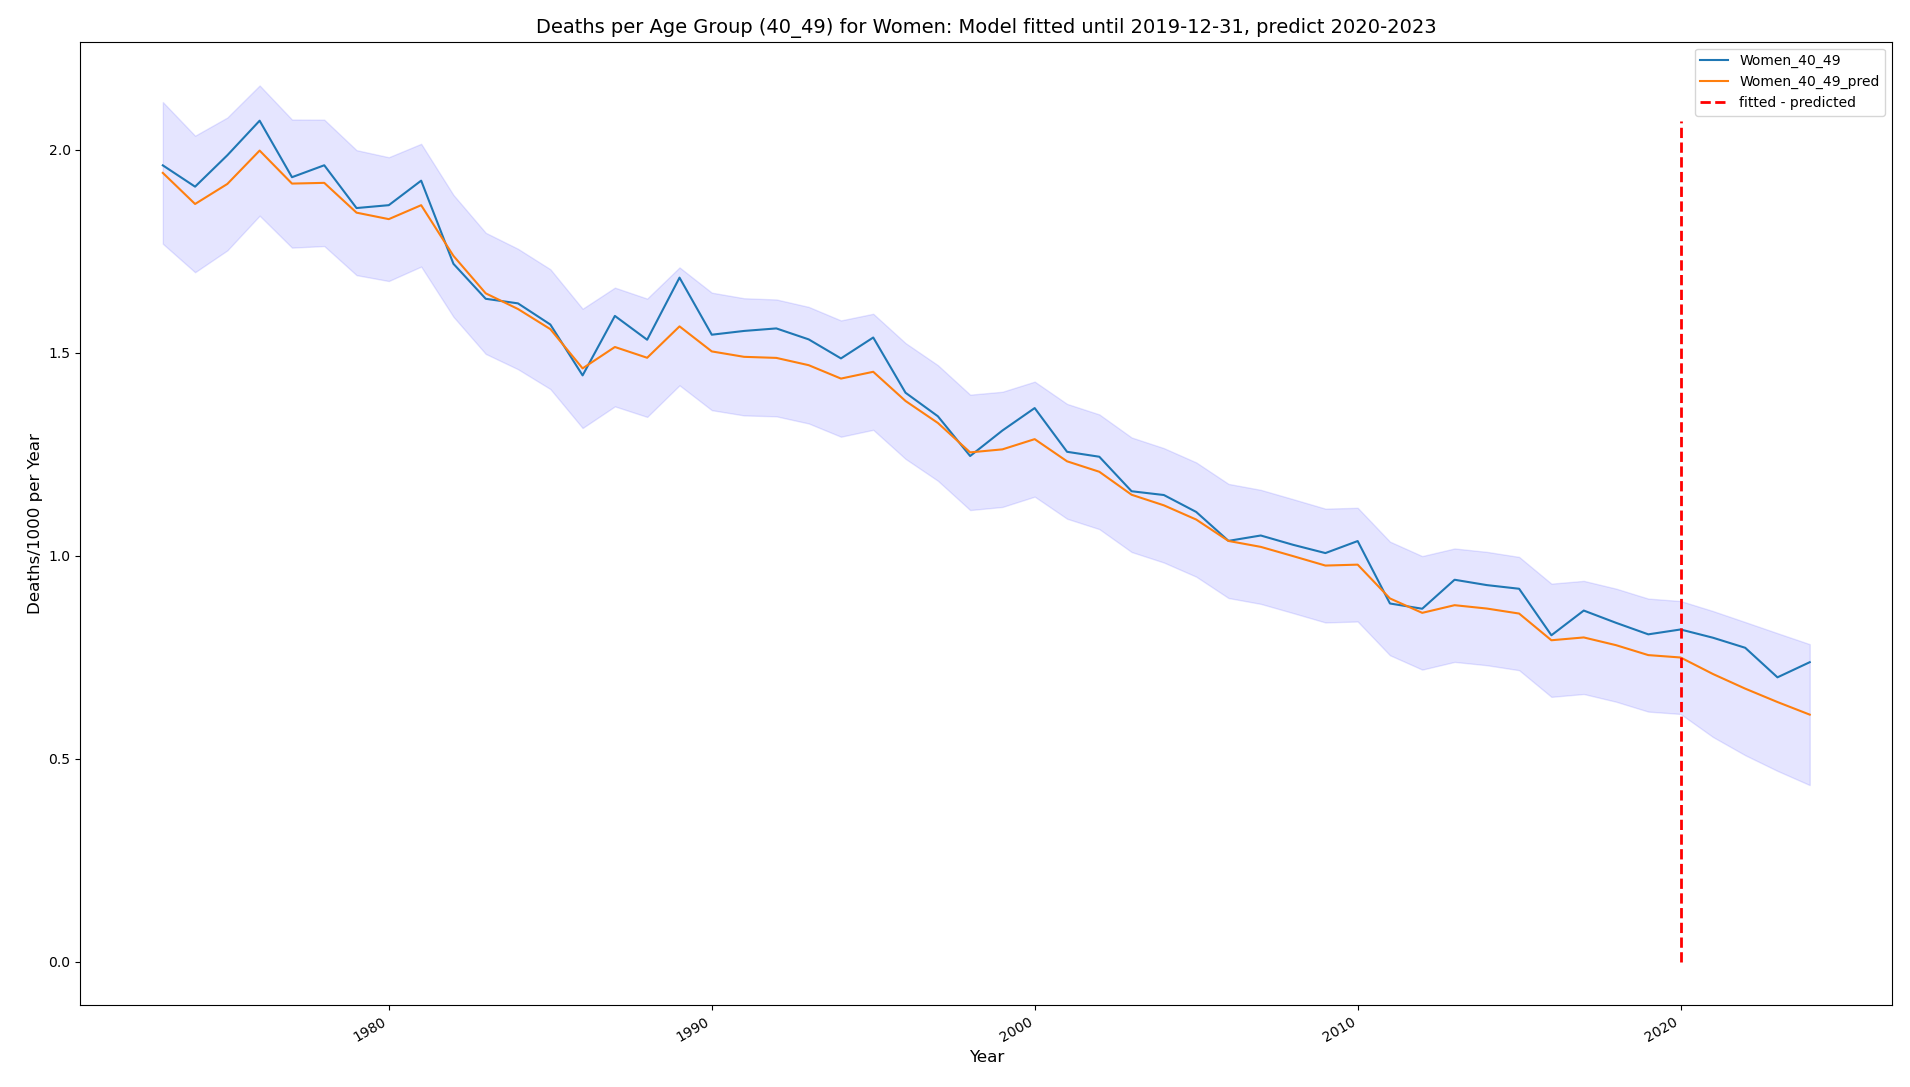 Deaths per Age Group (40_49) for Women: Model fitted until 2019-12-31, predict 2020-2023
Women_40_49
Women_40_49_pred
fitted - predicted
Deaths/1000 per Year
2.0
1.5
1.0
0.5
0.0
1980
1990
2000
2010
2020
Year